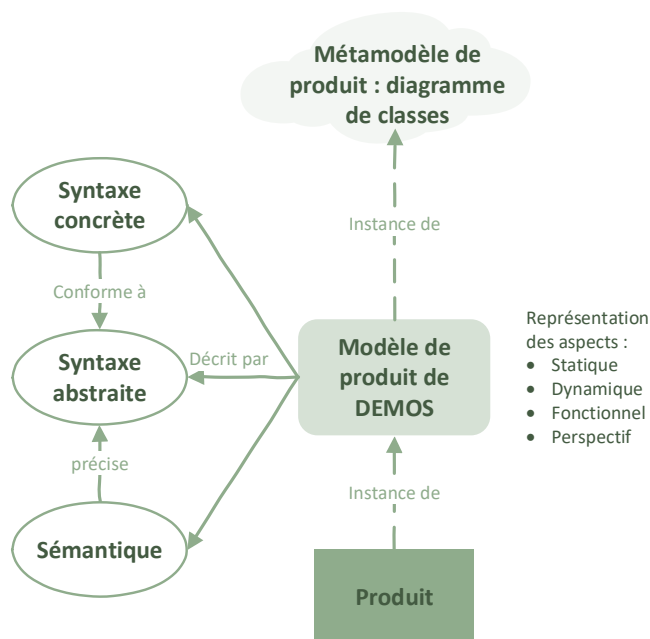 Métamodèle de
produit : diagramme
de classes
Syntaxe
concrète
Instance de
Conforme à
Représentation
des aspects :
• Statique
• Dynamique
• Fonctionnel
• Perspectif
Syntaxe
abstraite
Décrit par
Modèle de
produit de
DEMOS
précise
Instance de
Sémantique
Produit